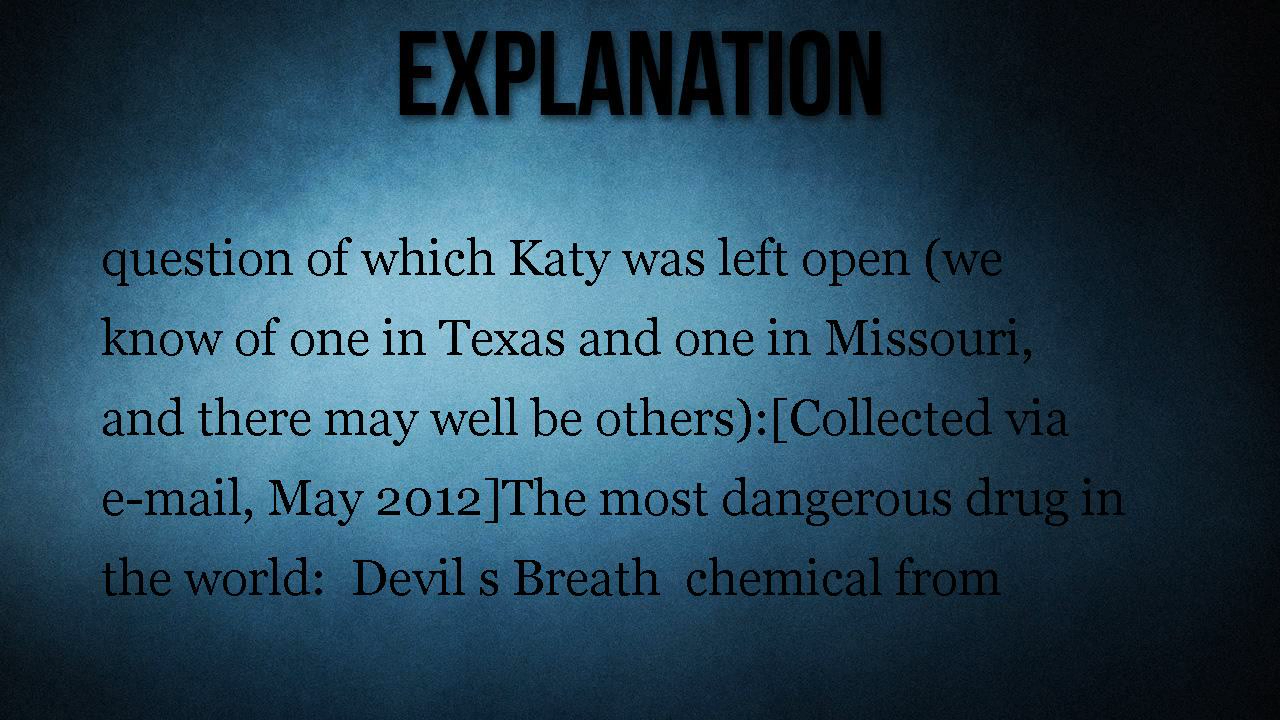 EXPLANATION
question of which Katy was left open (we
know of one in Texas and one in Missouri,
and there may well be others):[Collected via
e-mail, May 2012]The most dangerous drug in
the world:  Devil s Breath  chemical from